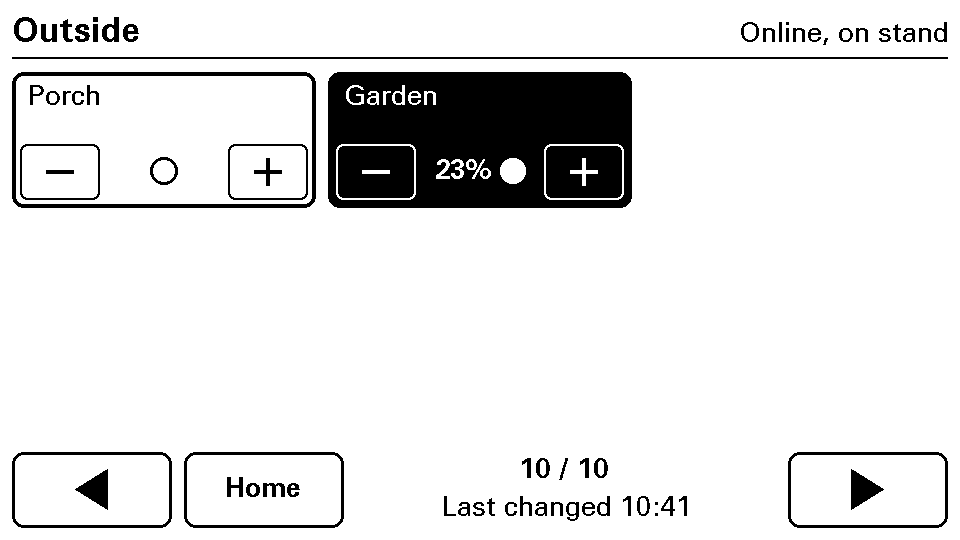 Outside
Online, on stand
Porch
Garden
− +
− 23% +
Home
10 / 10
Last changed 10:41